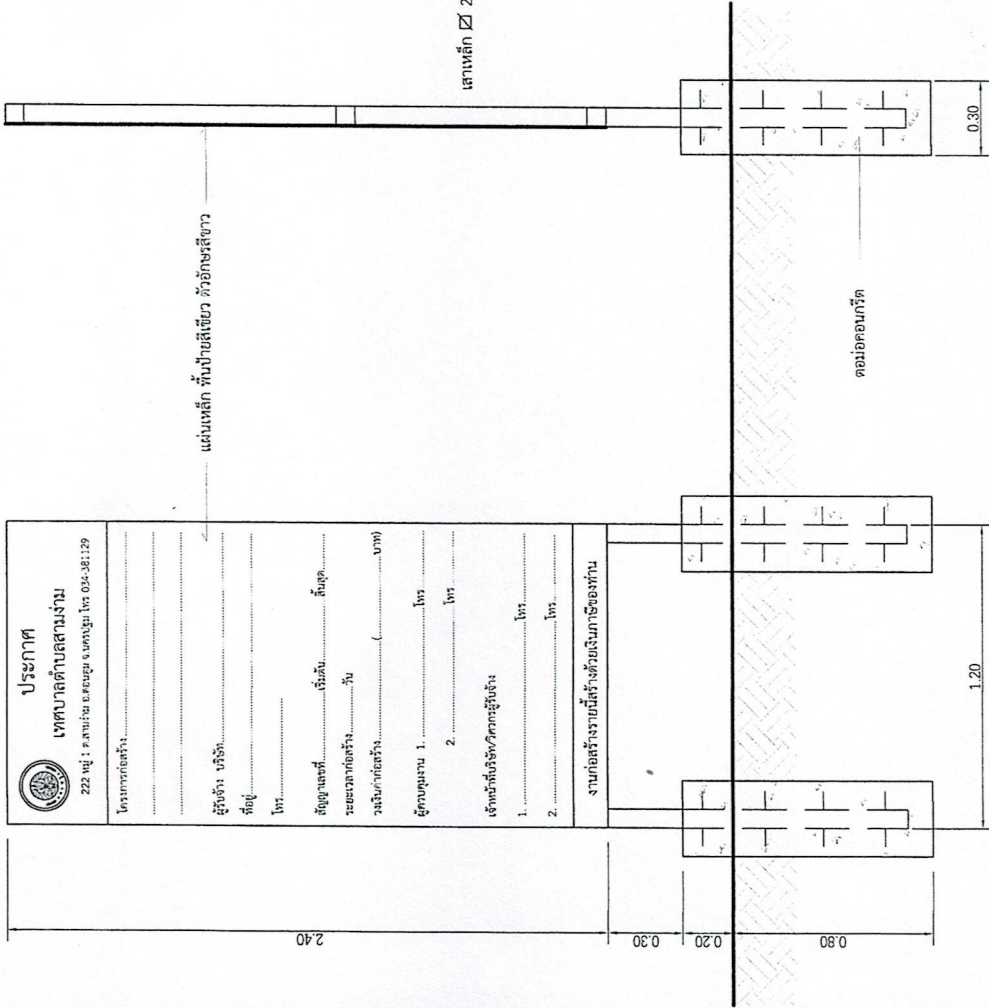 ประกาศ
เทศบาลตำบลสามง่าม
222 หมู่ 1 ต.สามง่าม อ.ดอนตูม จ.นครปฐม โทร 034-381129
โครงการก่อสร้าง
ผู้รับจ้าง บริษัท
ที่อยู่
โทร
สัญญาเลขที่ เริ่มต้น สิ้นสุด
ระยะเวลาก่อสร้าง วัน
วงเงินค่าก่อสร้าง ( บาท)
ผู้ควบคุมงาน 1. โทร
2. โทร
เจ้าหน้าที่บริษัท/วิศวกรผู้รับจ้าง
1. โทร
2. โทร
งานก่อสร้างรายนี้สร้างด้วยเงินภาษีของท่าน
แผ่นเหล็ก พื้นป้ายสีเขียว ตัวอักษรสีขาว
เสาเหล็ก 2
ตอม่อคอนกรีต
2.40
0.30
0.20
0.80
1.20
0.30